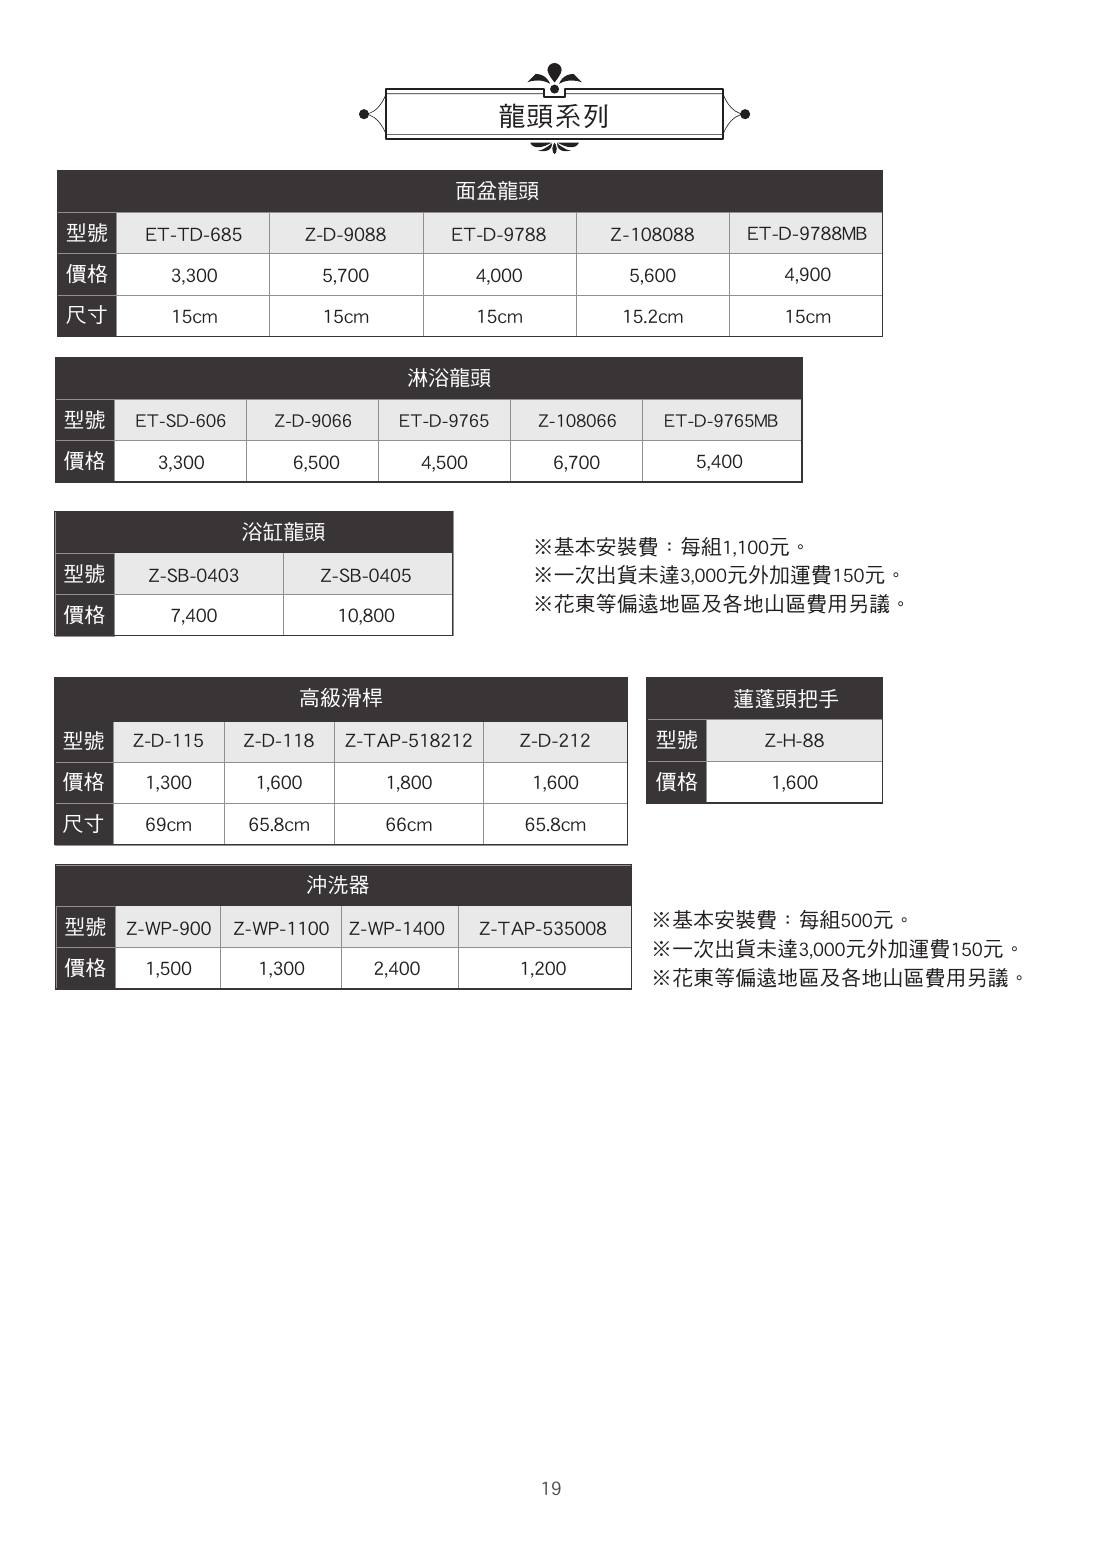 龍頭系列
面盆龍頭
型號 ET-TD-685 Z-D-9088 ET-D-9788 Z-108088 ET-D-9788MB
價格 3,300 5,700 4,000 5,600 4,900
尺寸 15cm 15cm 15cm 15.2cm 15cm
淋浴龍頭
型號 ET-SD-606 Z-D-9066 ET-D-9765 Z-108066 ET-D-9765MB
價格 3,300 6,500 4,500 6,700 5,400
浴缸龍頭
型號 Z-SB-0403 Z-SB-0405
價格 7,400 10,800
※基本安裝費：每組1,100元。
※一次出貨未達3,000元外加運費150元。
※花東等偏遠地區及各地山區費用另議。
高級滑桿
型號 Z-D-115 Z-D-118 Z-TAP-518212 Z-D-212
價格 1,300 1,600 1,800 1,600
尺寸 69cm 65.8cm 66cm 65.8cm
蓮蓬頭把手
型號 Z-H-88
價格 1,600
沖洗器
型號 Z-WP-900 Z-WP-1100 Z-WP-1400 Z-TAP-535008
價格 1,500 1,300 2,400 1,200
※基本安裝費：每組500元。
※一次出貨未達3,000元外加運費150元。
※花東等偏遠地區及各地山區費用另議。
19